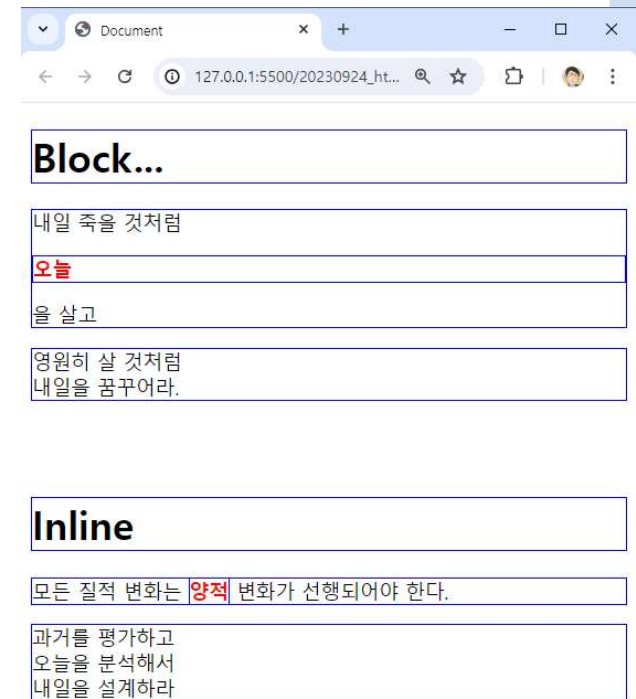 Document
127.0.0.1:5500/20230924_ht...
Block...
내일 죽을 것처럼
오늘
을 살고
영원히 살 것처럼
내일을 꿈꾸어라.
Inline
모든 질적 변화는 양적 변화가 선행되어야 한다.
과거를 평가하고
오늘을 분석해서
내일을 설계하라